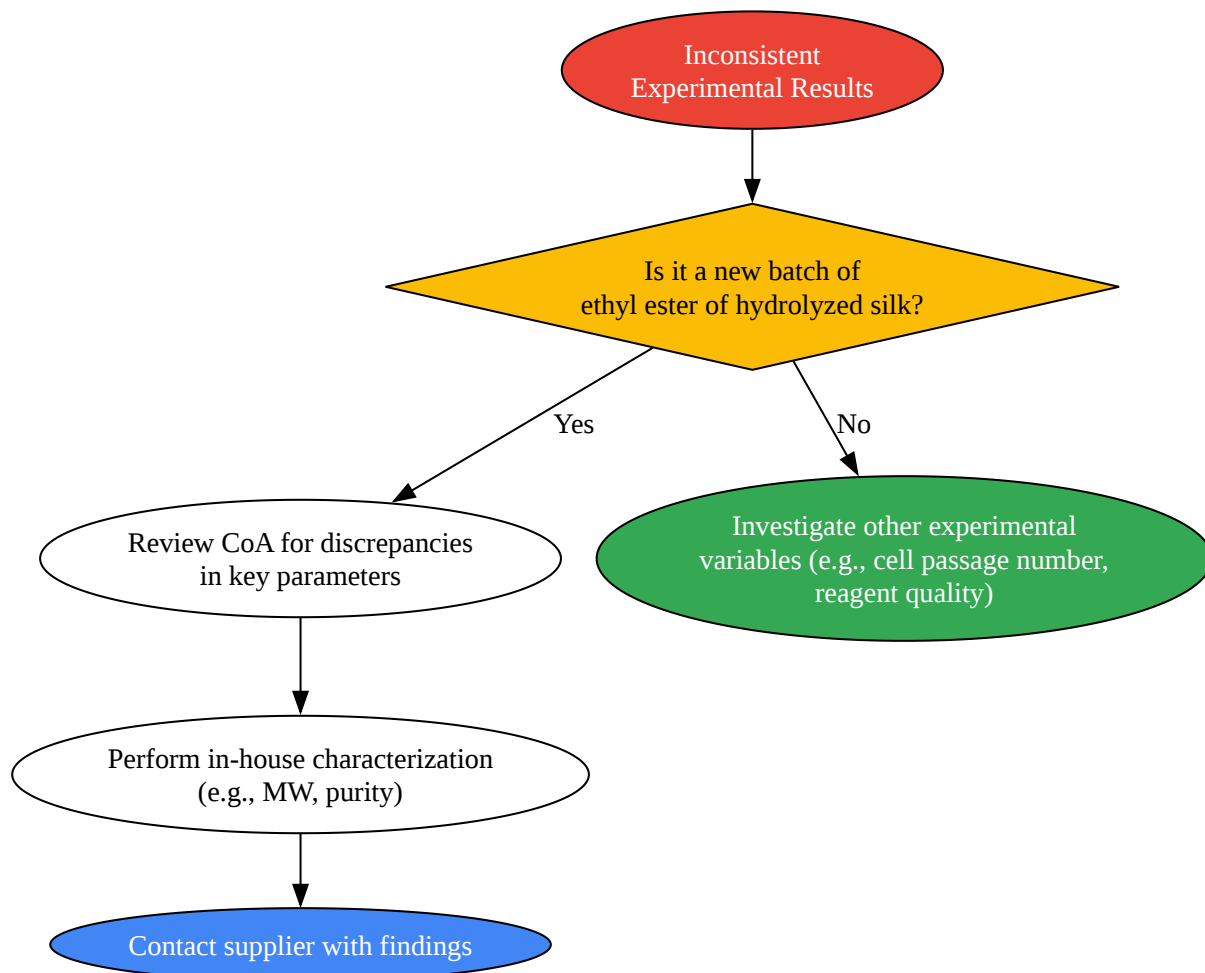 Inconsistent
Experimental Results
Is it a new batch of
ethyl ester of hydrolyzed silk?
Yes
No
Review CoA for discrepancies
in key parameters
Investigate other experimental
variables (e.g., cell passage number,
reagent quality)
Perform in-house characterization
(e.g., MW, purity)
Contact supplier with findings